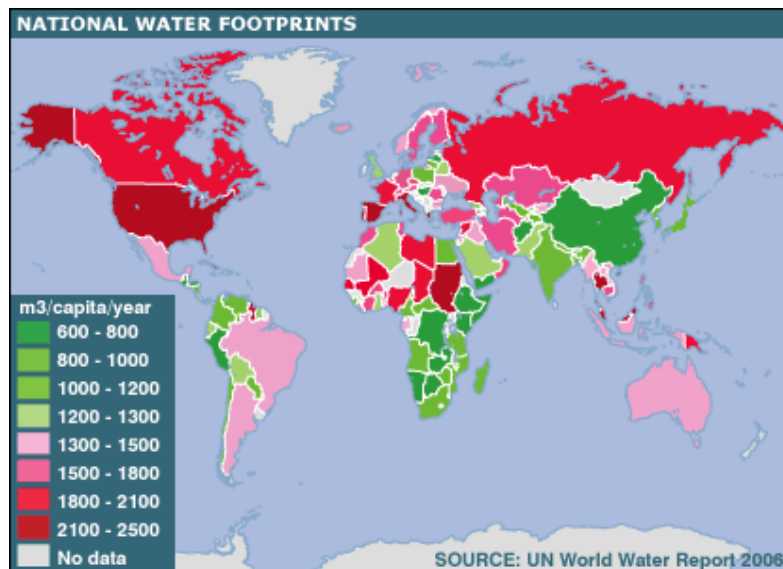 NATIONAL WATER FOOTPRINTS
m3/capita/year
600 - 800
800 - 1000
1000 - 1200
1200 - 1300
1300 - 1500
1500 - 1800
1800 - 2100
2100 - 2500
No data
SOURCE: UN World Water Report 2006